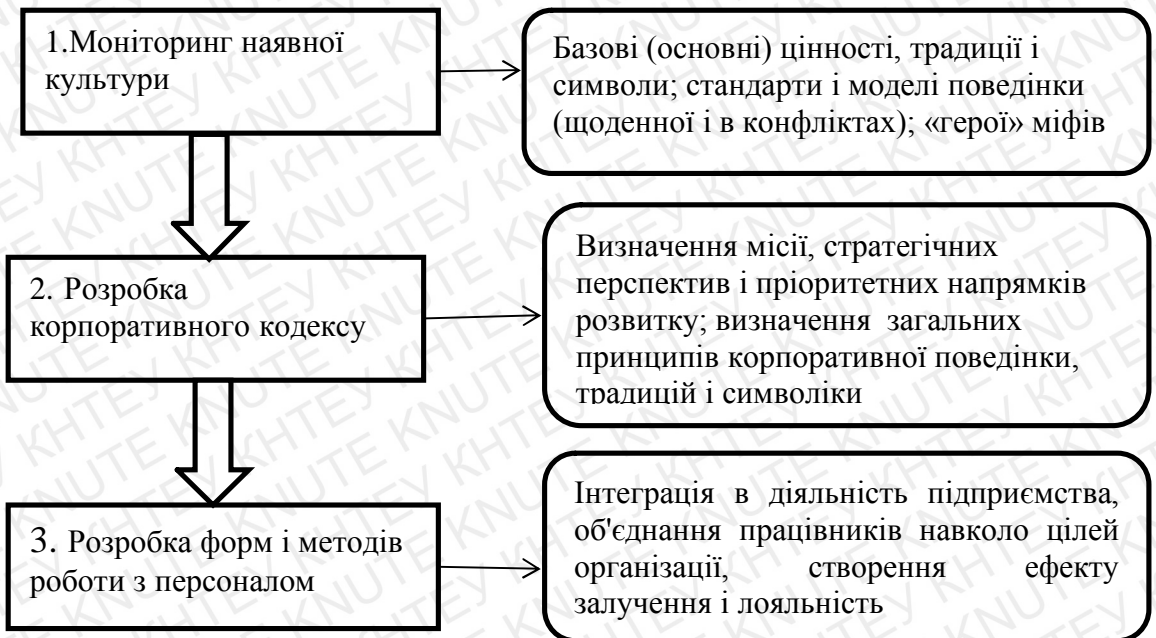 1.Моніторинг наявної
культури
Базові (основні) цінності, традиції і
символи; стандарти і моделі поведінки
(щоденної і в конфліктах); «герої» міфів
2. Розробка
корпоративного кодексу
Визначення місії, стратегічних
перспектив і пріоритетних напрямків
розвитку; визначення загальних
принципів корпоративної поведінки,
традицій і символіки
3. Розробка форм і методів
роботи з персоналом
Інтеграція в діяльність підприємства,
об'єднання працівників навколо цілей
організації, створення ефекту
залучення і лояльність